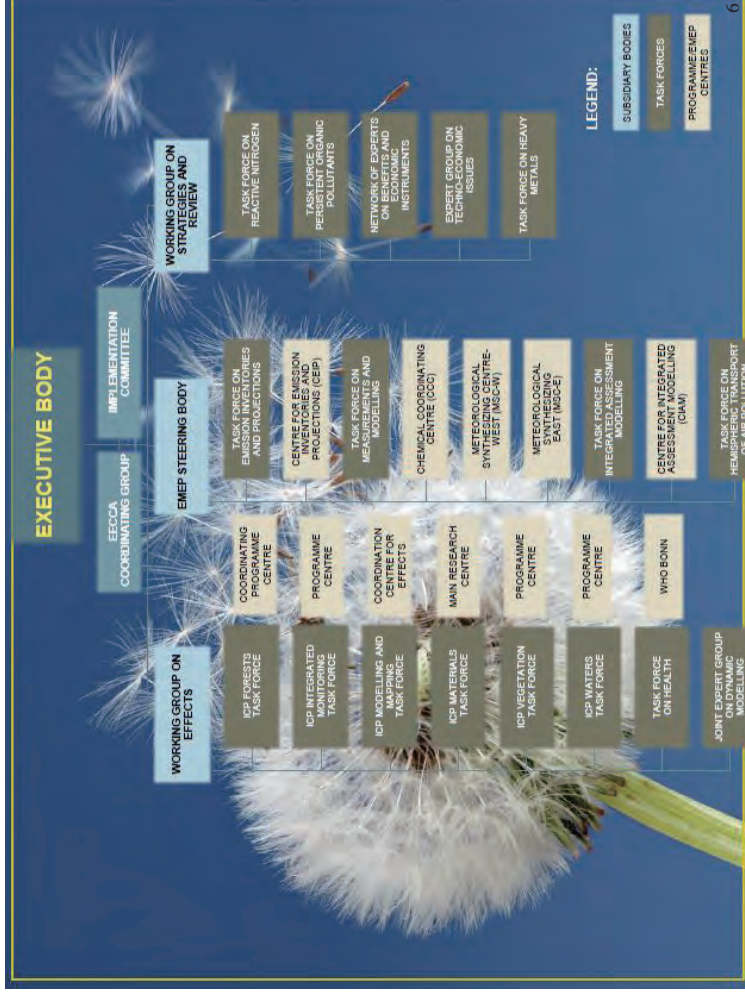 EXECUTIVE BODY
EECCA
COORDINATING GROUP
IMPLEMENTATION
COMMITTEE
WORKING GROUP ON
EFFECTS
ICP FORESTS
TASK FORCE
COORDINATING
PROGRAMME
CENTRE
ICP INTEGRATED
MONITORING
TASK FORCE
PROGRAMME
CENTRE
ICP MODELLING AND
MAPPING
TASK FORCE
COORDINATION
CENTRE FOR
EFFECTS
ICP MATERIALS
TASK FORCE
MAIN RESEARCH
CENTRE
ICP VEGETATION
TASK FORCE
PROGRAMME
CENTRE
ICP WATERS
TASK FORCE
PROGRAMME
CENTRE
TASK FORCE
ON HEALTH
WHO BONN
JOINT EXPERT GROUP
ON DYNAMIC
MODELLING
EMEP STEERING BODY
TASK FORCE ON
EMISSION INVENTORIES
AND PROJECTIONS
CENTRE FOR EMISSION
INVENTORIES AND
PROJECTIONS (CEIP)
TASK FORCE ON
MEASUREMENTS AND
MODELLING
CHEMICAL COORDINATING
CENTRE (CCC)
METEOROLOGICAL
SYNTHESIZING CENTRE-
WEST (MSC-W)
METEOROLOGICAL
SYNTHESIZING
EAST (MSC-E)
TASK FORCE ON
INTEGRATED ASSESSMENT
MODELLING
CENTRE FOR INTEGRATED
ASSESSMENT MODELLING
(CIAM)
TASK FORCE ON
HEMISPHERIC TRANSPORT
WORKING GROUP ON
STRATEGIES AND
REVIEW
TASK FORCE ON
REACTIVE NITROGEN
TASK FORCE ON
PERSISTENT ORGANIC
POLLUTANTS
NETWORK OF EXPERTS
ON BENEFITS AND
ECONOMIC
INSTRUMENTS
EXPERT GROUP ON
TECHNO-ECONOMIC
ISSUES
TASK FORCE ON HEAVY
METALS
LEGEND:
SUBSIDIARY BODIES
TASK FORCES
PROGRAMME/EMEP
CENTRES
6